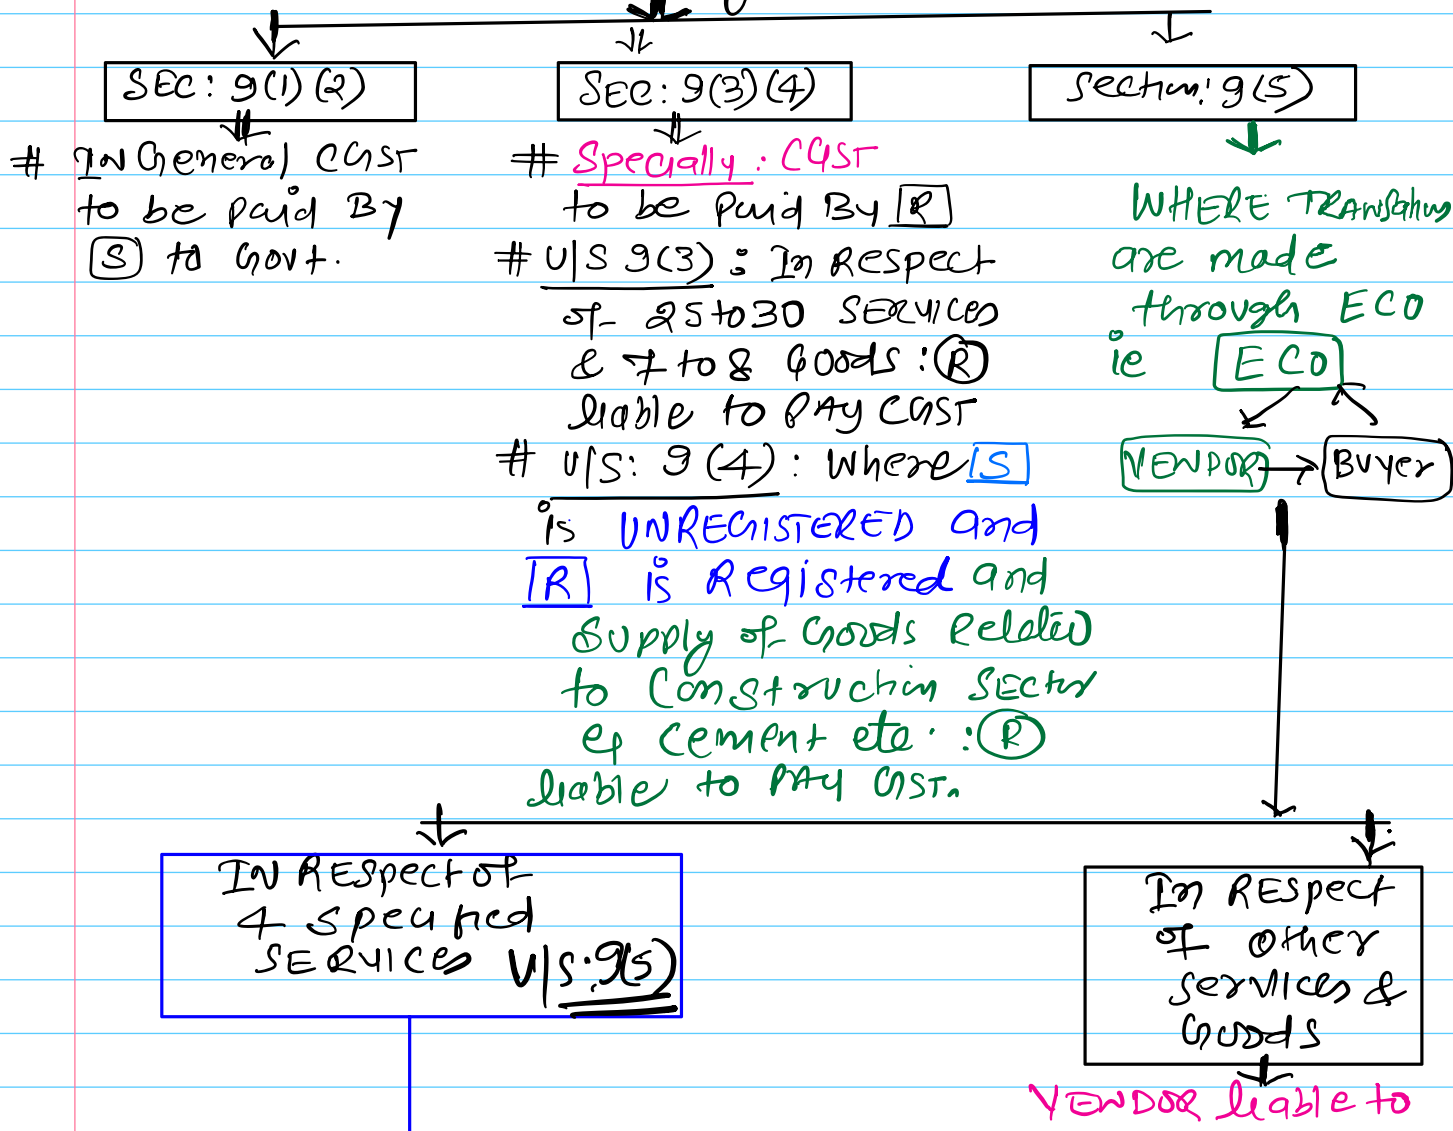 SEC: 9(1)(2)
# IN General CGST
to be paid By
S to Govt.
SEC: 9(3)(4)
# Specially: CGST
to be paid By R
# U/S 9(3): In Respect
of 25 to 30 SERVICES
& 7 to 8 Goods: R
liable to PAY CGST
# U/S: 9(4): Where S
is UNREGISTERED and
R is Registered and
Supply of Goods Related
to Construction SECtor
eg cement etc. : R
liable to PAY GST.
Section: 9(5)
WHERE TRANSactions
are made
through ECO
ie ECO
VENDOR Buyer
IN RESpect OF
4 specified
SERVICES U/S.9(5)
In RESpect
of other
services &
Goods
VENDOR liable to